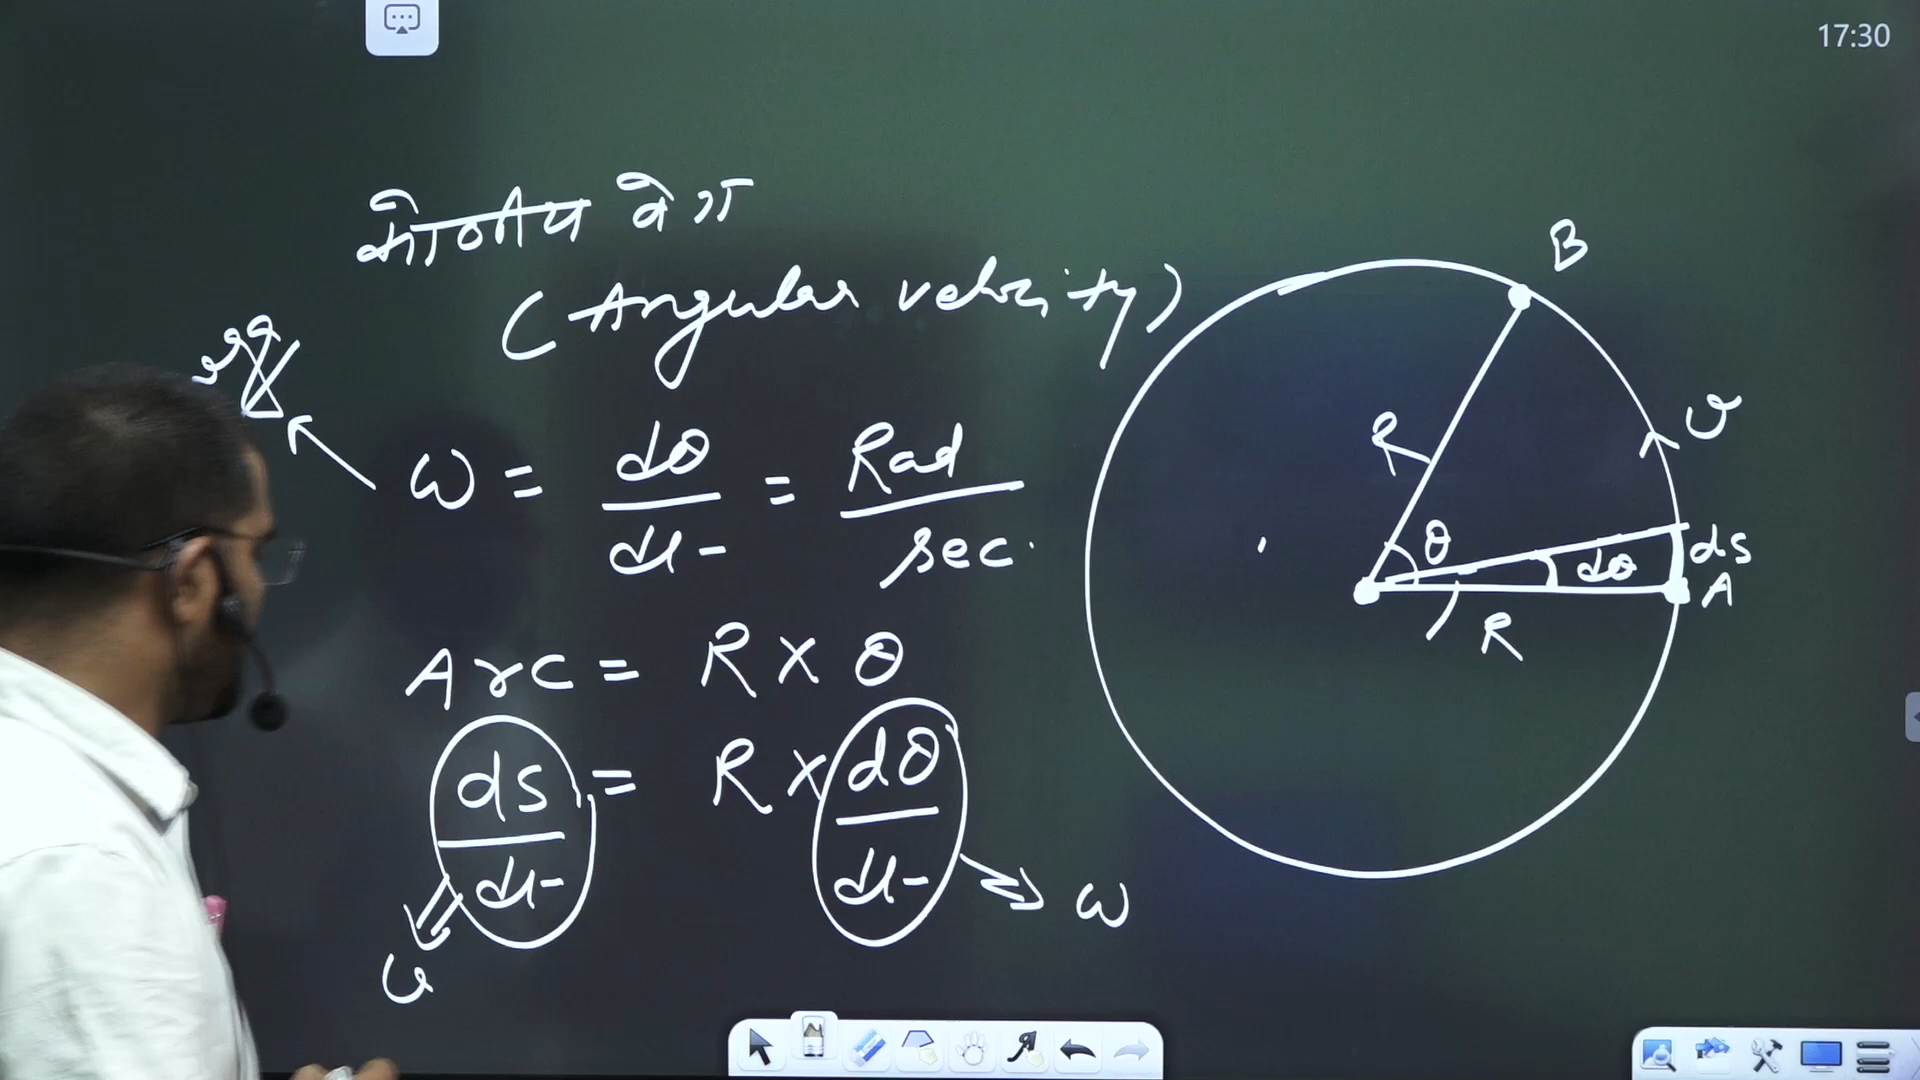 17:30
कोणीय वेग
(Angular velocity)
ω = dθ/dt = Rad/sec.
Arc = R × θ
ds/dt = R × dθ/dt
v
ω
B
R
v
θ
dθ
ds
A
R